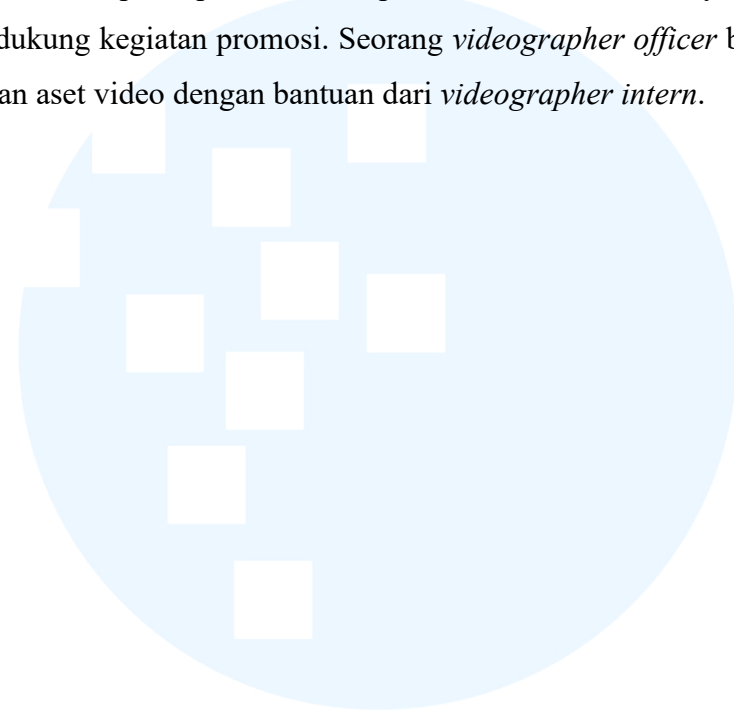 dukung kegiatan promosi. Seorang videographer officer b
an aset video dengan bantuan dari videographer intern.